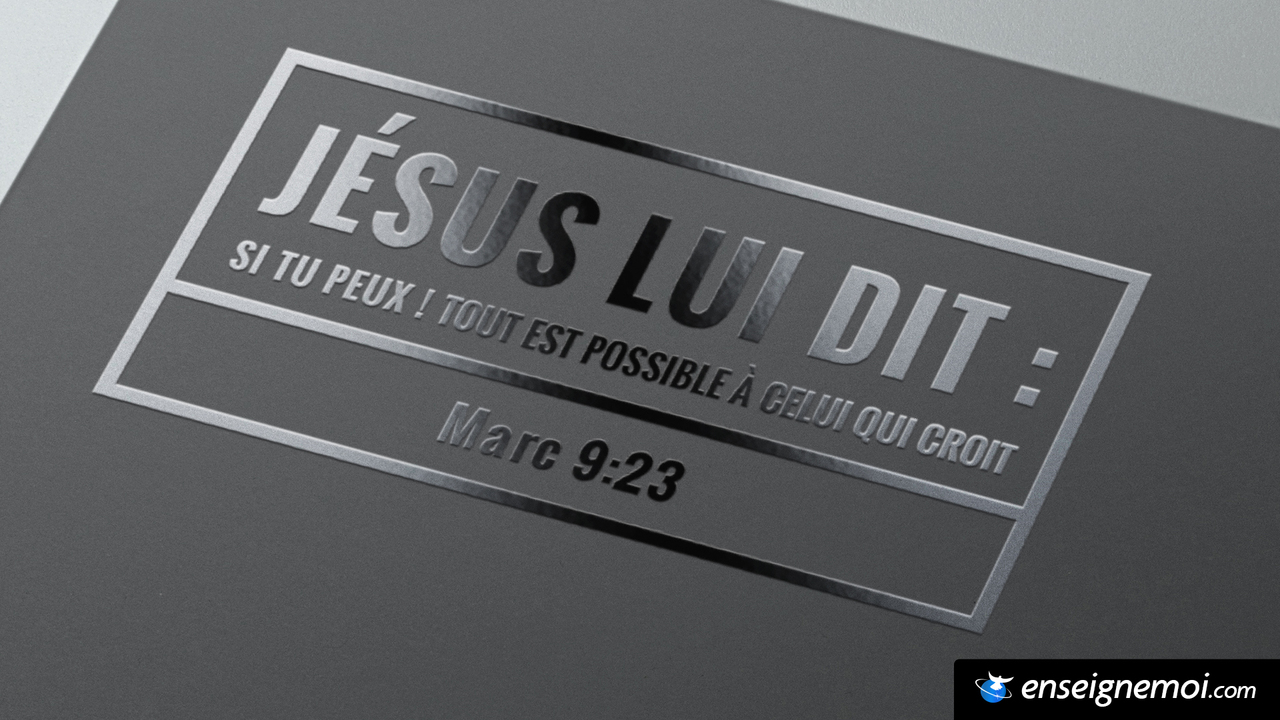 JÉSUS LUI DIT :
SI TU PEUX ! TOUT EST POSSIBLE À CELUI QUI CROIT
Marc 9:23
enseignemoi.com